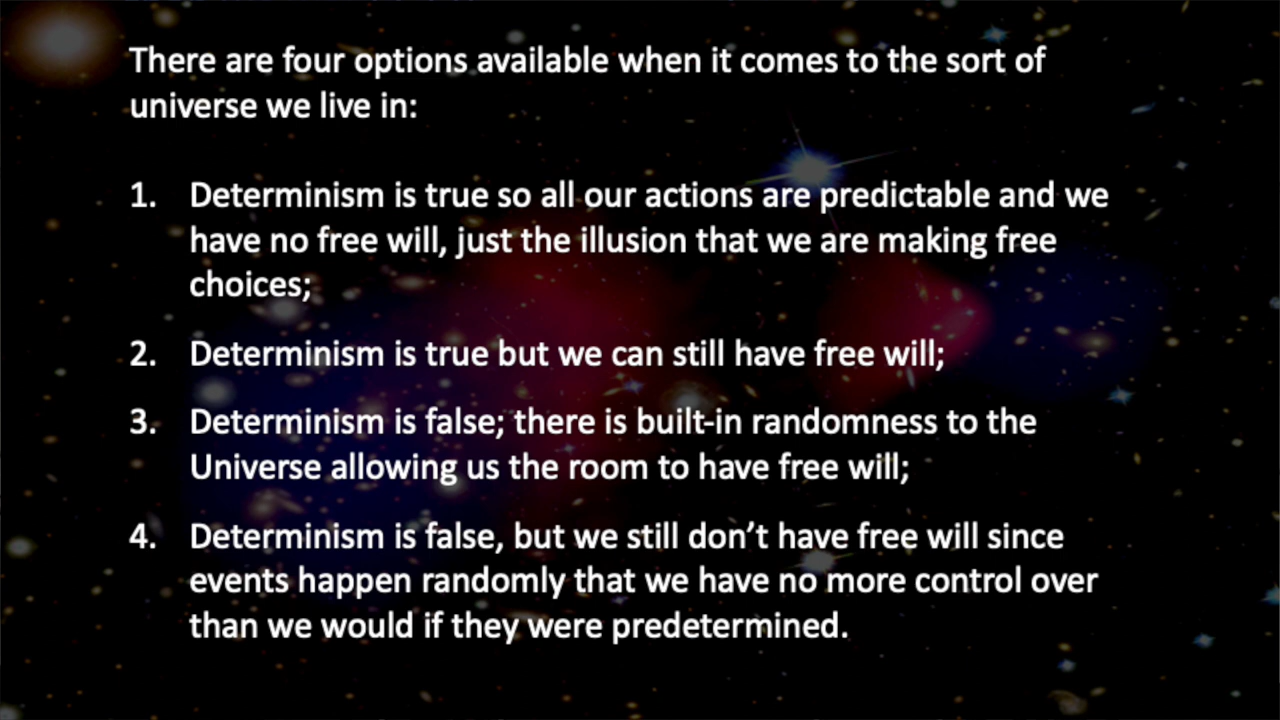 There are four options available when it comes to the sort of
universe we live in:
1. Determinism is true so all our actions are predictable and we
have no free will, just the illusion that we are making free
choices;
2. Determinism is true but we can still have free will;
3. Determinism is false; there is built-in randomness to the
Universe allowing us the room to have free will;
4. Determinism is false, but we still don’t have free will since
events happen randomly that we have no more control over
than we would if they were predetermined.